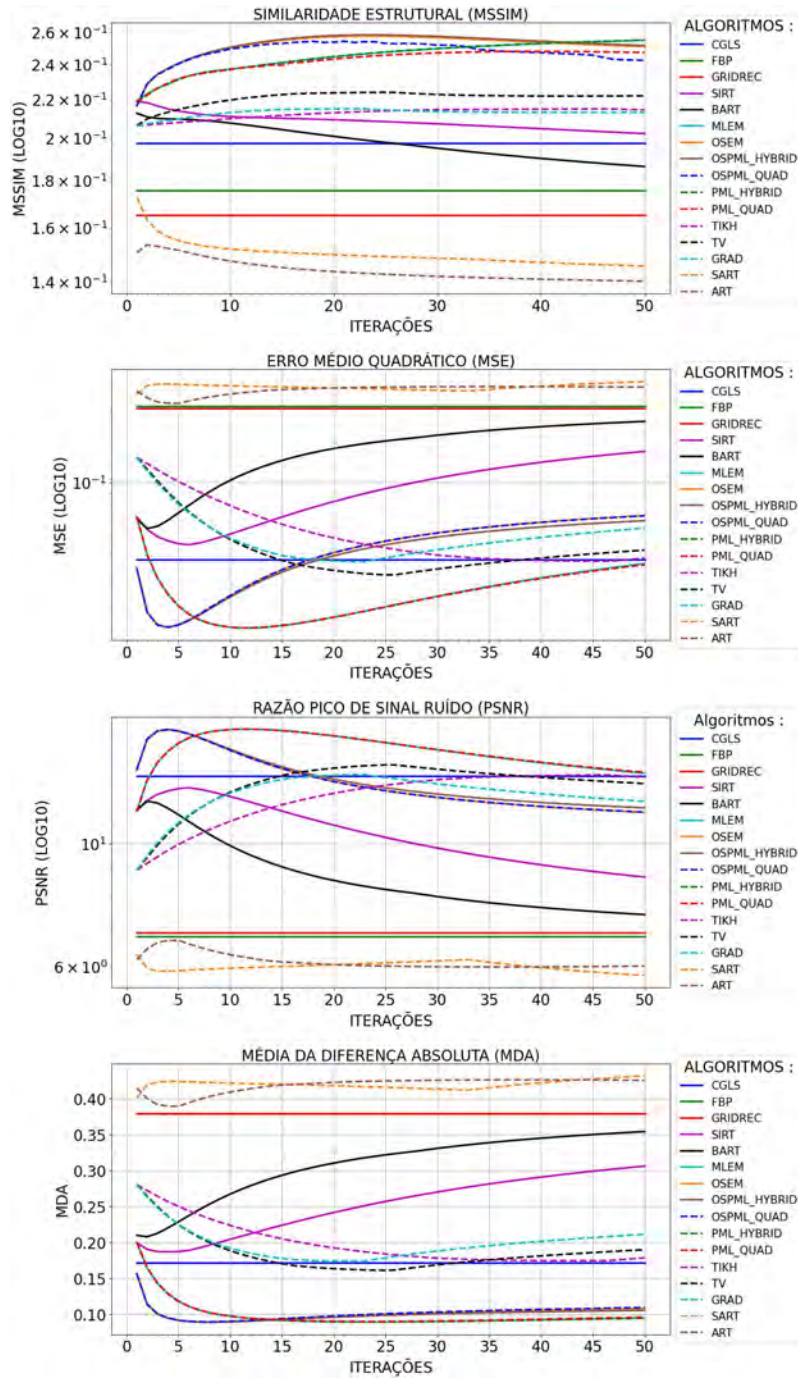 SIMILARIDADE ESTRUTURAL (MSSIM)
MSSIM (LOG10)
2.6 × 10⁻¹
2.4 × 10⁻¹
2.2 × 10⁻¹
2 × 10⁻¹
1.8 × 10⁻¹
1.6 × 10⁻¹
1.4 × 10⁻¹
0 10 20 30 40 50
ITERAÇÕES
ALGORITMOS :
CGLS
FBP
GRIDREC
SIRT
BART
MLEM
OSEM
OSPML_HYBRID
OSPML_QUAD
PML_HYBRID
PML_QUAD
TIKH
TV
GRAD
SART
ART
ERRO MÉDIO QUADRÁTICO (MSE)
MSE (LOG10)
10⁻¹
0 5 10 15 20 25 30 35 40 45 50
ITERAÇÕES
ALGORITMOS :
CGLS
FBP
GRIDREC
SIRT
BART
MLEM
OSEM
OSPML_HYBRID
OSPML_QUAD
PML_HYBRID
PML_QUAD
TIKH
TV
GRAD
SART
ART
RAZÃO PICO DE SINAL RUÍDO (PSNR)
PSNR (LOG10)
10¹
6 × 10⁰
0 5 10 15 20 25 30 35 40 45 50
ITERAÇÕES
Algoritmos :
CGLS
FBP
GRIDREC
SIRT
BART
MLEM
OSEM
OSPML_HYBRID
OSPML_QUAD
PML_HYBRID
PML_QUAD
TIKH
TV
GRAD
SART
ART
MÉDIA DA DIFERENÇA ABSOLUTA (MDA)
MDA
0.40
0.35
0.30
0.25
0.20
0.15
0.10
0 5 10 15 20 25 30 35 40 45 50
ITERAÇÕES
ALGORITMOS :
CGLS
FBP
GRIDREC
SIRT
BART
MLEM
OSEM
OSPML_HYBRID
OSPML_QUAD
PML_HYBRID
PML_QUAD
TIKH
TV
GRAD
SART
ART